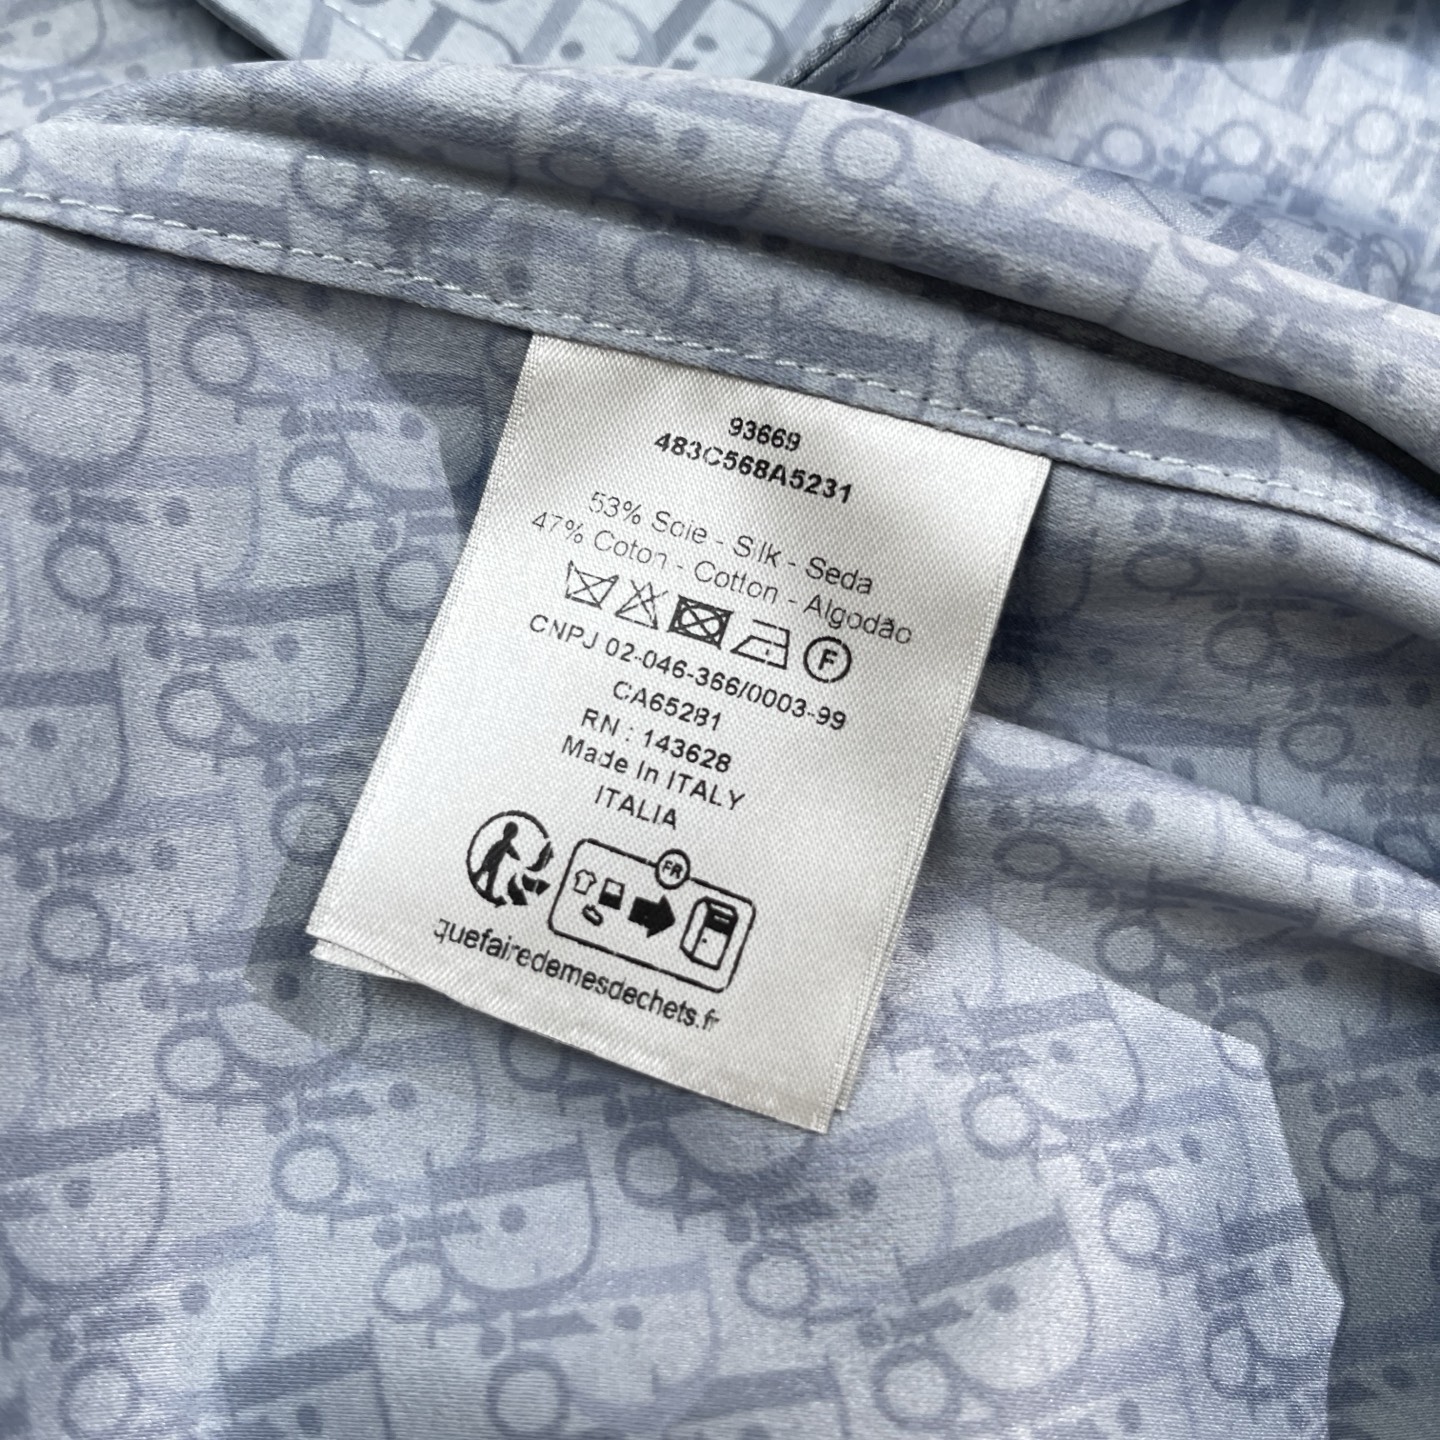 93669
483C568A5231
53% Soie - Silk - Seda
47% Coton - Cotton - Algodão
F
CNPJ 02-046-366/0003-99
CA65281
RN : 143628
Made In ITALY
ITALIA
FR
quefairedemesdechets.fr